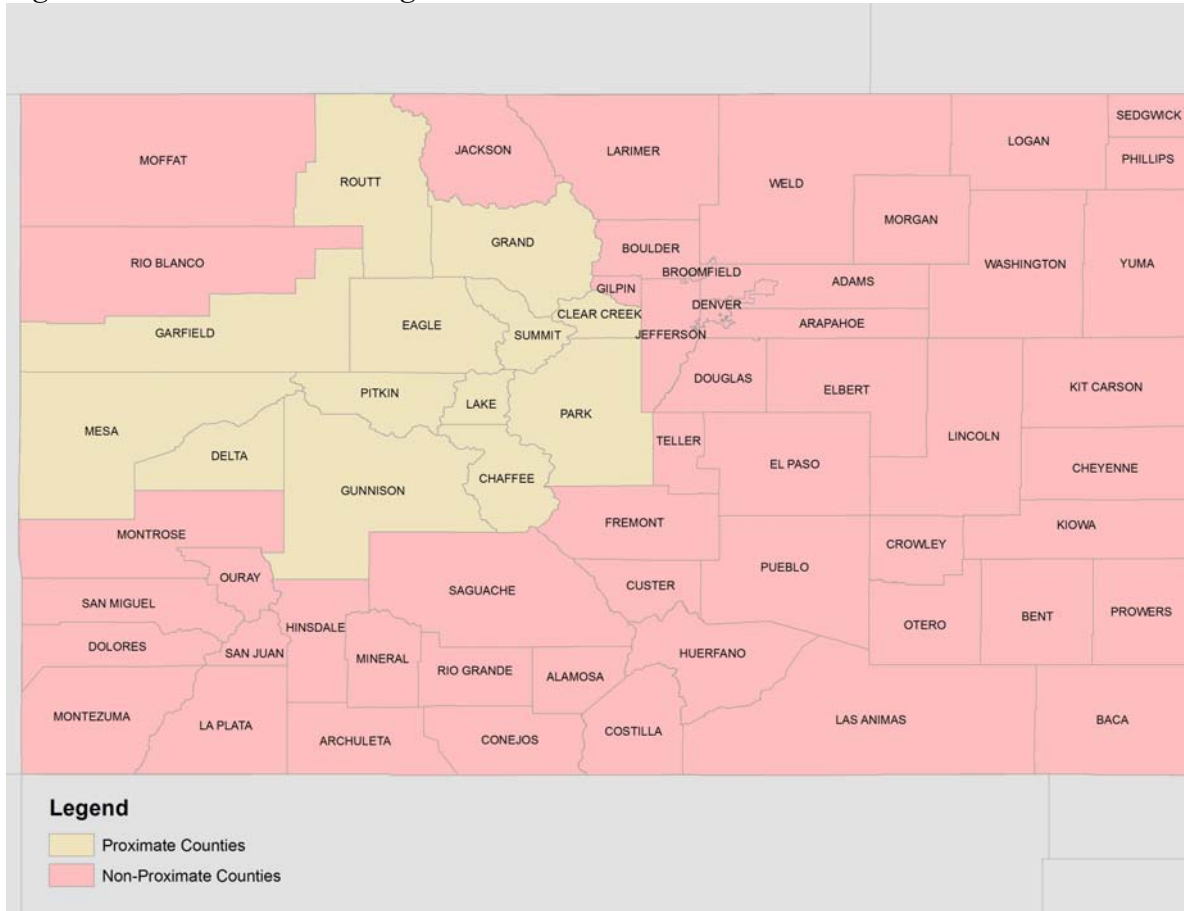 SEDGWICK
LOGAN
MOFFAT
JACKSON
LARIMER
PHILLIPS
ROUTT
WELD
MORGAN
GRAND
BOULDER
RIO BLANCO
WASHINGTON
YUMA
BROOMFIELD
ADAMS
GILPIN
DENVER
CLEAR CREEK
EAGLE
ARAPAHOE
GARFIELD
SUMMIT
JEFFERSON
DOUGLAS
ELBERT
KIT CARSON
PITKIN
LAKE
PARK
MESA
LINCOLN
TELLER
DELTA
EL PASO
CHEYENNE
CHAFFEE
GUNNISON
FREMONT
KIOWA
MONTROSE
CROWLEY
PUEBLO
OURAY
CUSTER
SAGUACHE
SAN MIGUEL
PROWERS
BENT
OTERO
HINSDALE
DOLORES
SAN JUAN
MINERAL
HUERFANO
RIO GRANDE
ALAMOSA
MONTEZUMA
LA PLATA
LAS ANIMAS
BACA
COSTILLA
ARCHULETA
CONEJOS
Legend
Proximate Counties
Non-Proximate Counties